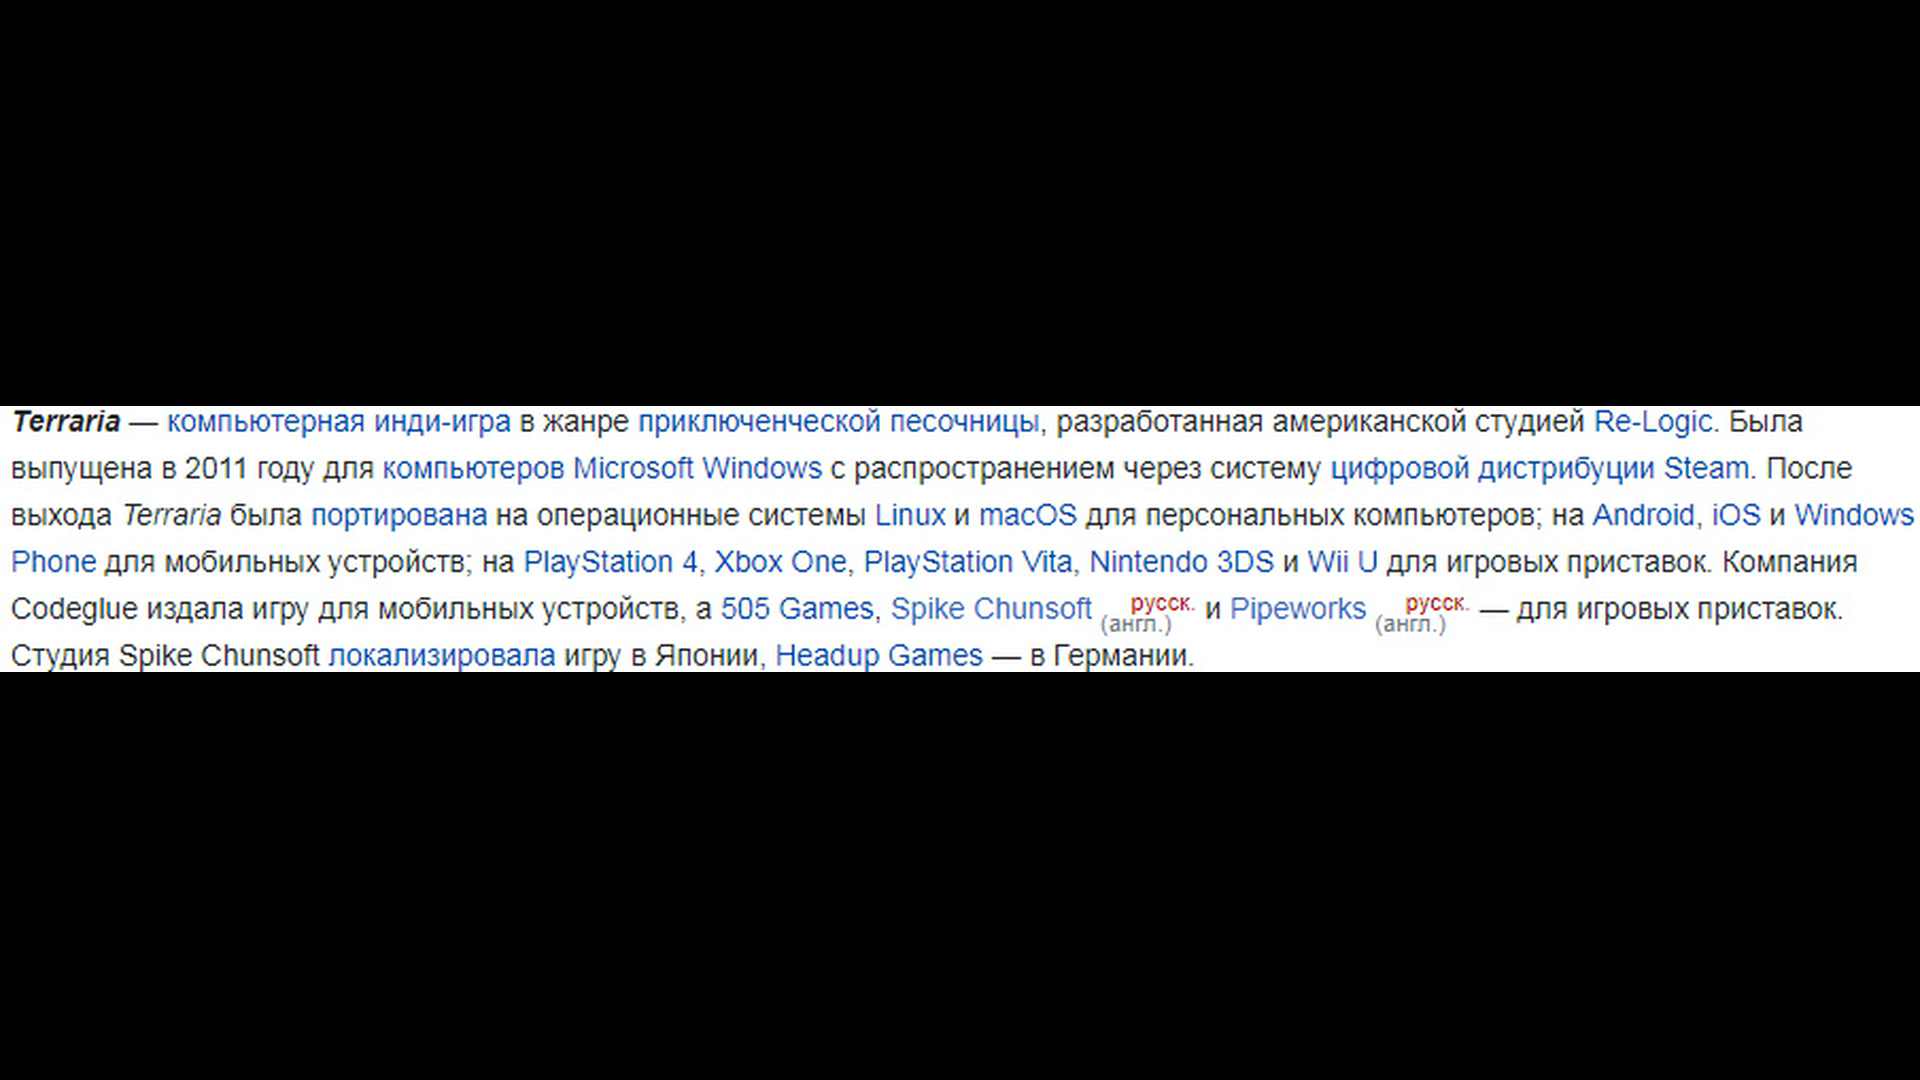 Terraria — компьютерная инди-игра в жанре приключенческой песочницы, разработанная американской студией Re-Logic. Была
выпущена в 2011 году для компьютеров Microsoft Windows с распространением через систему цифровой дистрибуции Steam. После
выхода Terraria была портирована на операционные системы Linux и macOS для персональных компьютеров; на Android, iOS и Windows
Phone для мобильных устройств; на PlayStation 4, Xbox One, PlayStation Vita, Nintendo 3DS и Wii U для игровых приставок. Компания
Codeglue издала игру для мобильных устройств, а 505 Games, Spike Chunsoft русск. (англ.) и Pipeworks русск. (англ.) — для игровых приставок.
Студия Spike Chunsoft локализировала игру в Японии, Headup Games — в Германии.